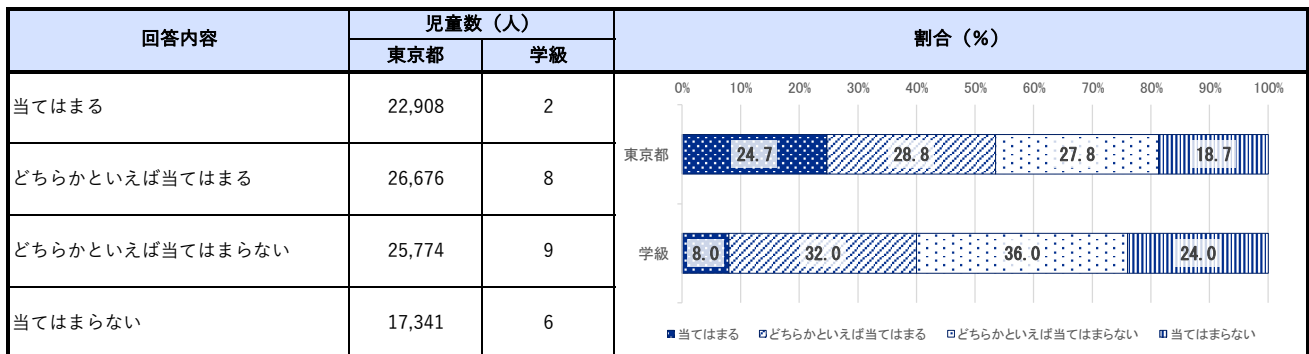 回答内容
児童数（人）
割合（%）
東京都 学級
当てはまる 22,908 2
どちらかといえば当てはまる 26,676 8
どちらかといえば当てはまらない 25,774 9
当てはまらない 17,341 6
0% 10% 20% 30% 40% 50% 60% 70% 80% 90% 100%
東京都 24.7 28.8 27.8 18.7
学級 8.0 32.0 36.0 24.0
当てはまる どちらかといえば当てはまる どちらかといえば当てはまらない 当てはまらない